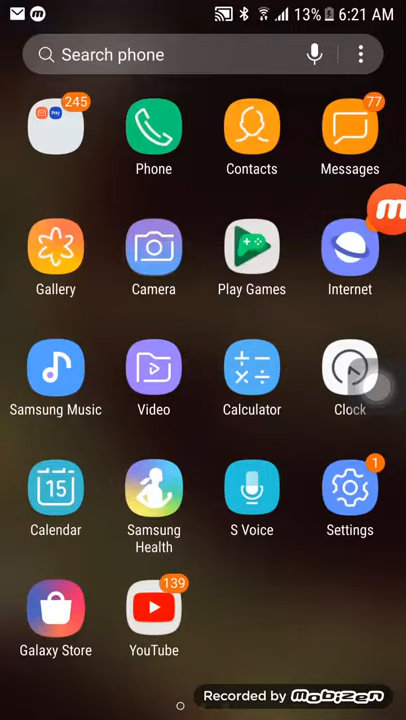 13% 6:21 AM
Search phone
245
77
Phone
Contacts
Messages
m
Gallery
Camera
Play Games
Internet
Samsung Music
Video
Calculator
Clock
15
1
Calendar
Samsung
Health
S Voice
Settings
139
Galaxy Store
YouTube
Recorded by mobizen